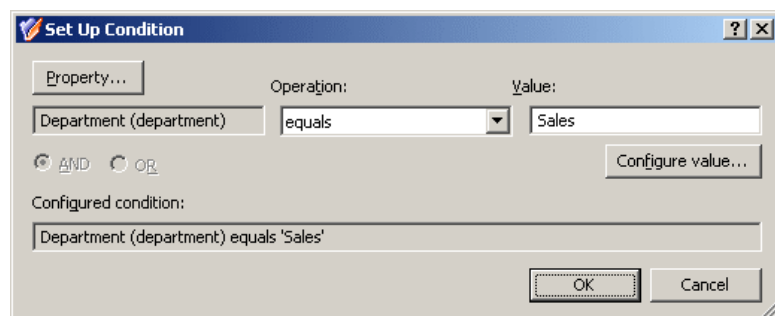 Set Up Condition
Property...
Operation:
Value:
Department (department)
equals
Sales
AND
OR
Configure value...
Configured condition:
Department (department) equals 'Sales'
OK
Cancel